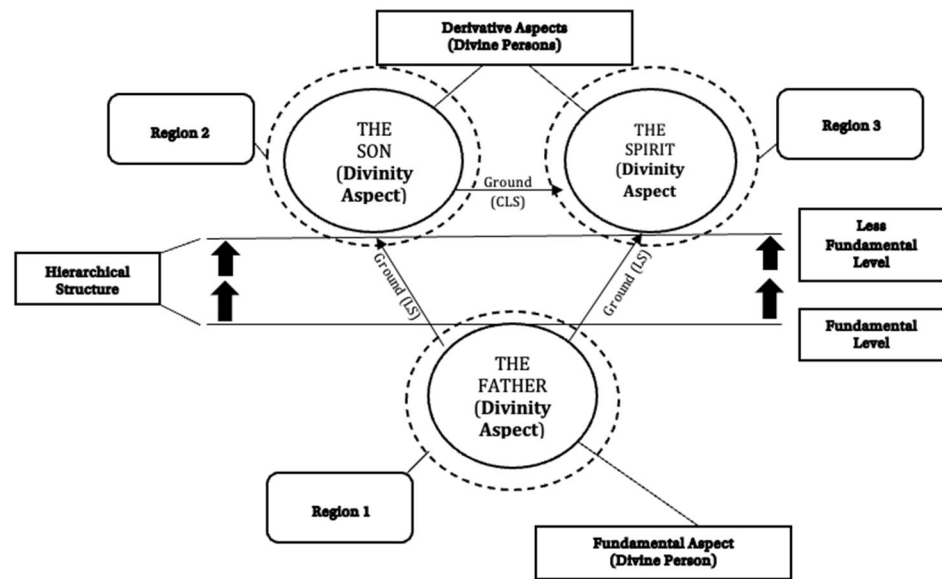 Derivative Aspects
(Divine Persons)
Region 2
THE
SON
(Divinity
Aspect)
THE
SPIRIT
(Divinity
Aspect
Region 3
Ground
(CLS)
Less
Fundamental
Level
Hierarchical
Structure
Ground (LS)
Ground (LS)
Fundamental
Level
THE
FATHER
(Divinity
Aspect)
Region 1
Fundamental Aspect
(Divine Person)